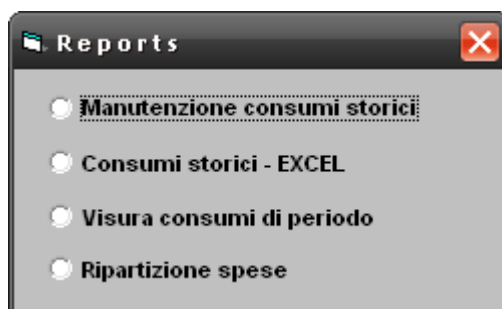 Reports
Manutenzione consumi storici
Consumi storici - EXCEL
Visura consumi di periodo
Ripartizione spese